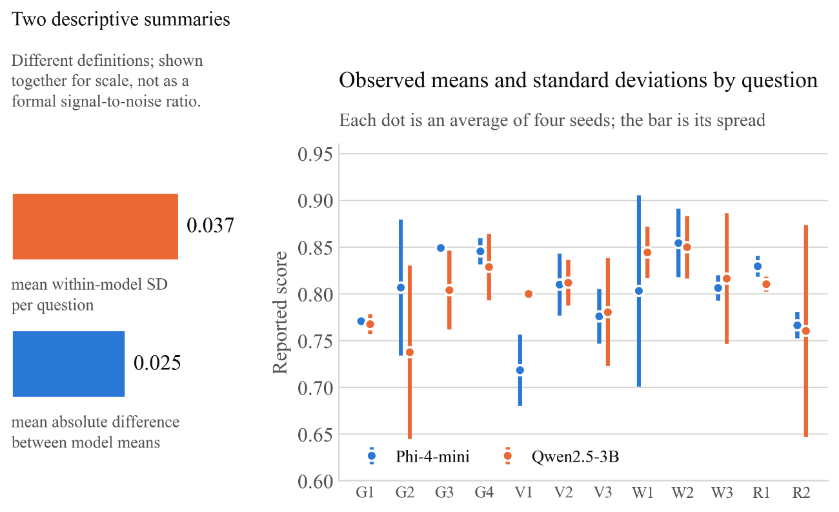 Two descriptive summaries
Different definitions; shown
together for scale, not as a
formal signal-to-noise ratio.
0.037
mean within-model SD
per question
0.025
mean absolute difference
between model means
Observed means and standard deviations by question
Each dot is an average of four seeds; the bar is its spread
Reported score
0.95
0.90
0.85
0.80
0.75
0.70
0.65
0.60
Phi-4-mini
Qwen2.5-3B
G1 G2 G3 G4 V1 V2 V3 W1 W2 W3 R1 R2